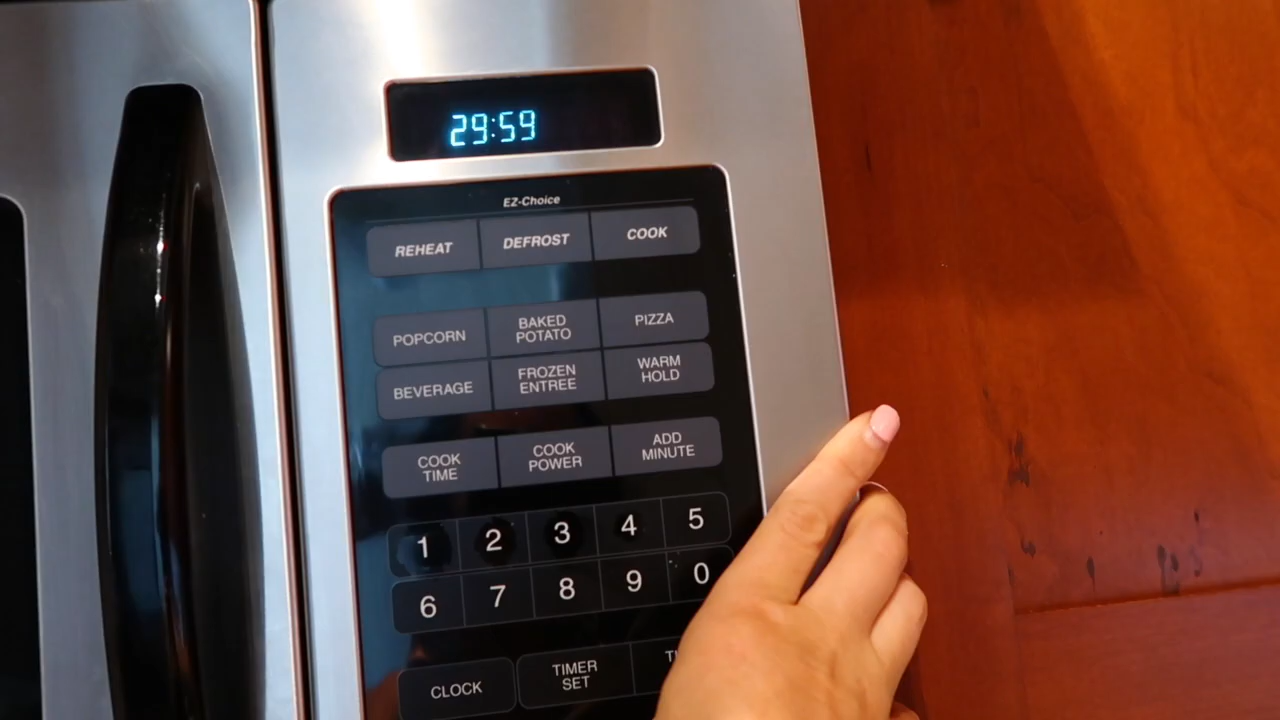 29:59
EZ-Choice
REHEAT DEFROST COOK
POPCORN BAKED POTATO PIZZA
BEVERAGE FROZEN ENTREE WARM HOLD
COOK TIME COOK POWER ADD MINUTE
1 2 3 4 5
6 7 8 9 0
CLOCK TIMER SET